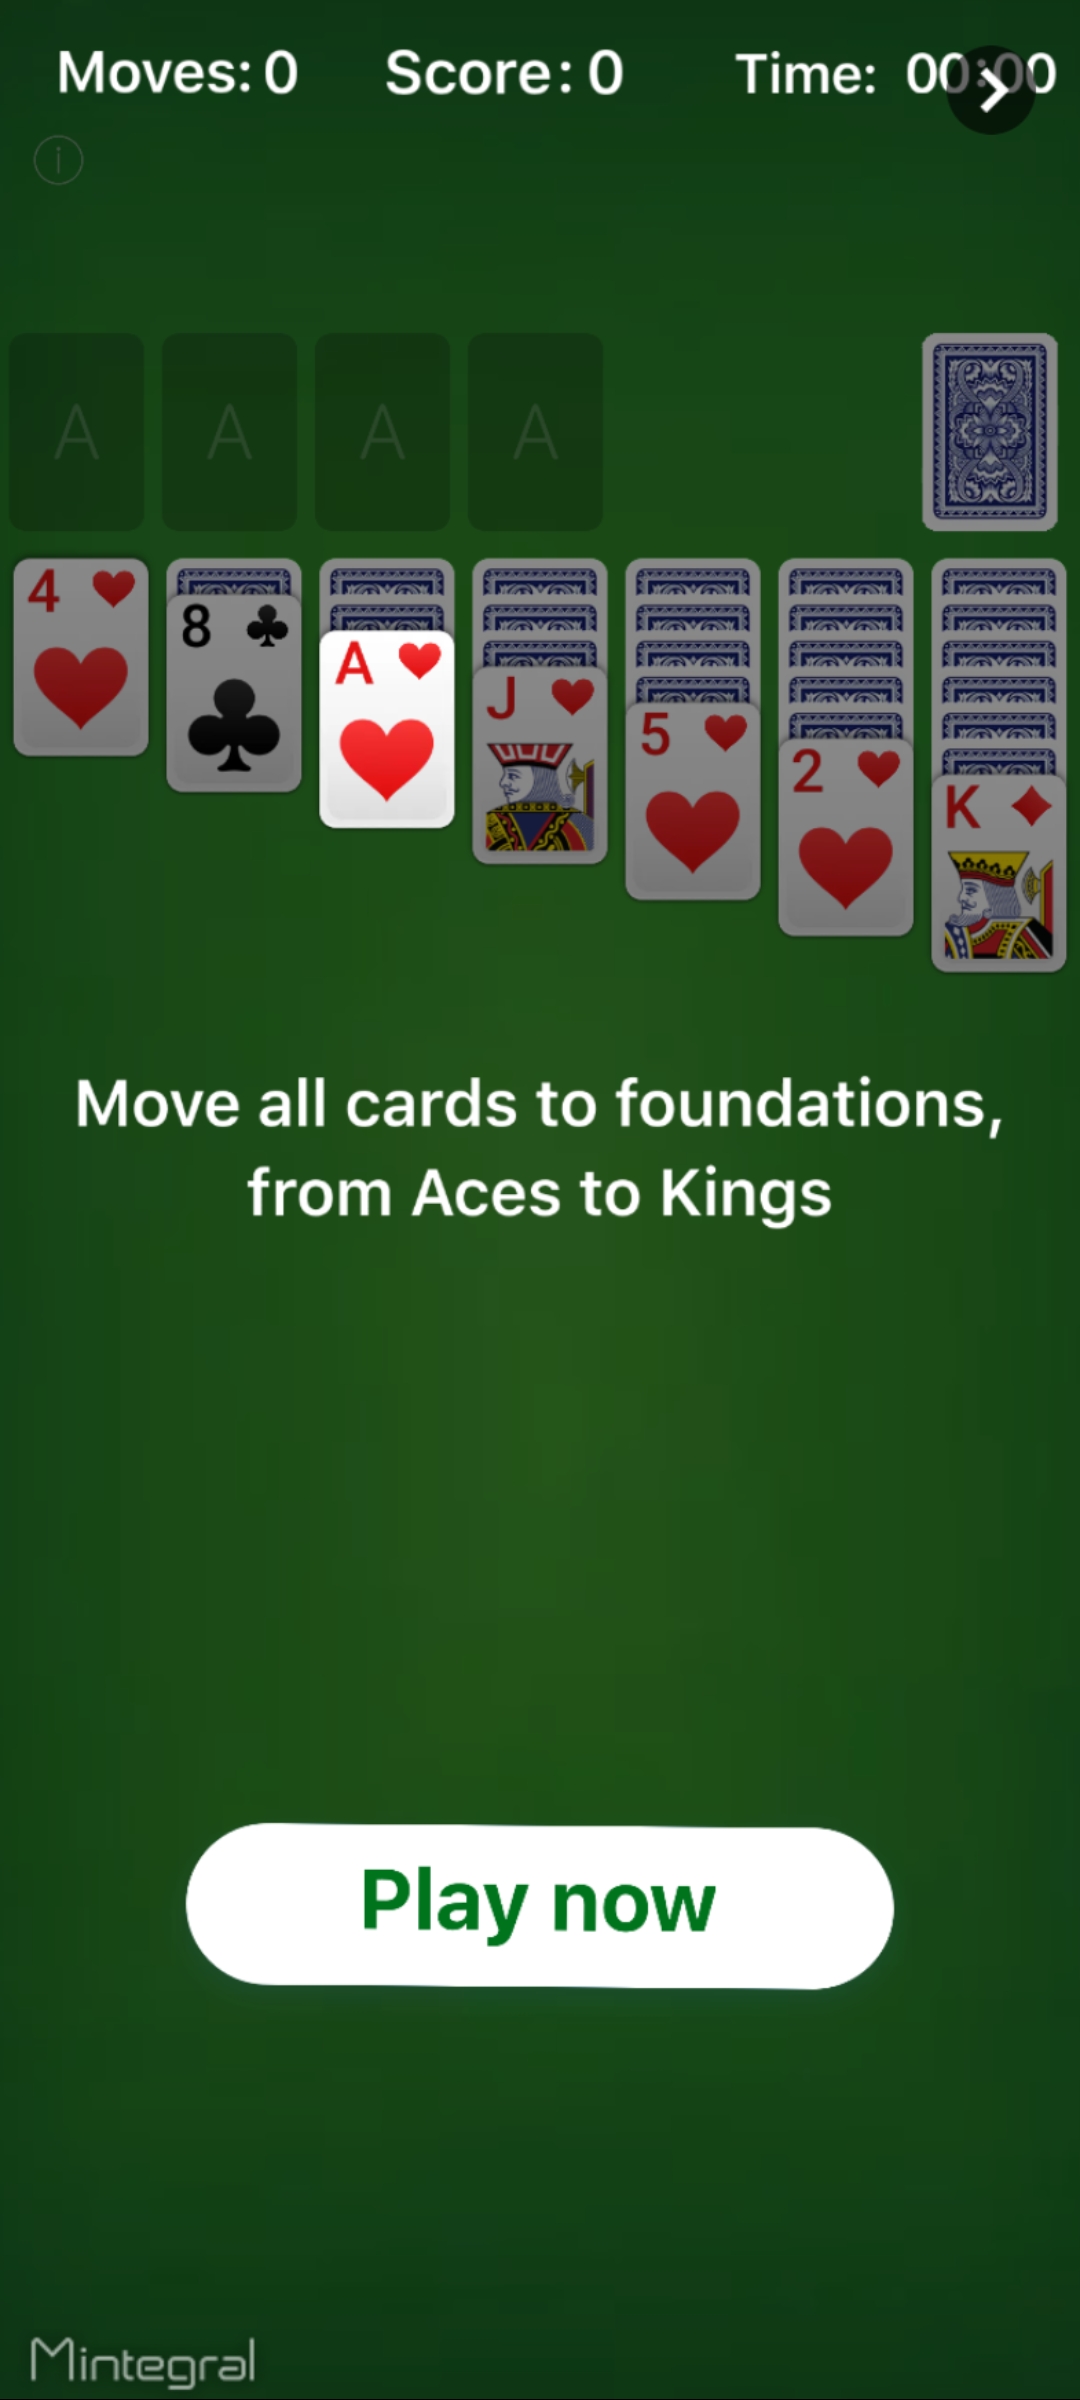 Moves: 0 Score: 0 Time: 00:00
i
A A A A
4 8 A J 5 2 K
Move all cards to foundations,
from Aces to Kings
Play now
Mintegral